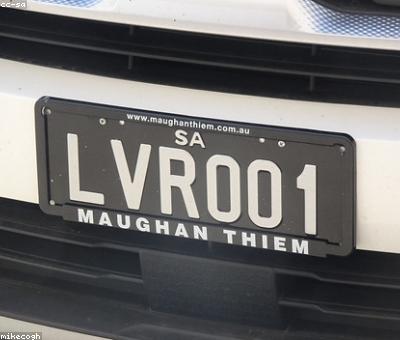 cc-sa
www.maughanthiem.com.au
SA
LVR001
MAUGHAN THIEM
mikecogh